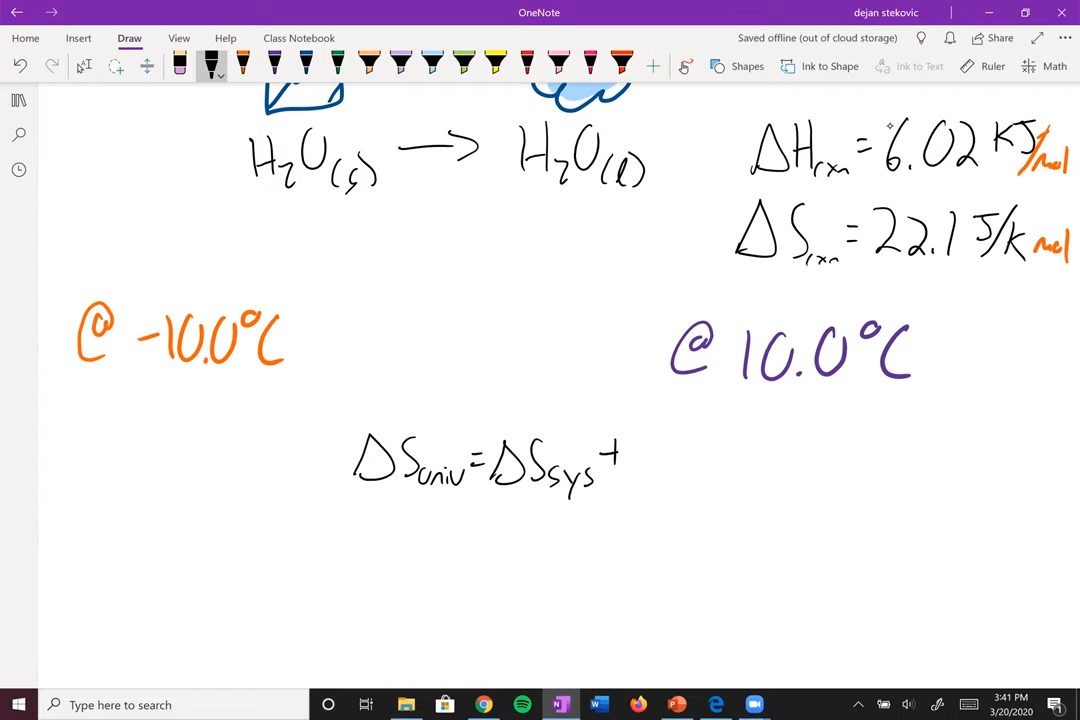 OneNote
dejan stekovic
Home Insert Draw View Help Class Notebook
Saved offline (out of cloud storage) Share
Shapes Ink to Shape Ink to Text Ruler Math
H₂O(s) → H₂O(l)
ΔHrxn = 6.02 KJ/mol
ΔSrxn = 22.1 J/K mol
@ -10.0°C
@ 10.0°C
ΔSuniv = ΔSsys +
Type here to search
3:41 PM
3/20/2020